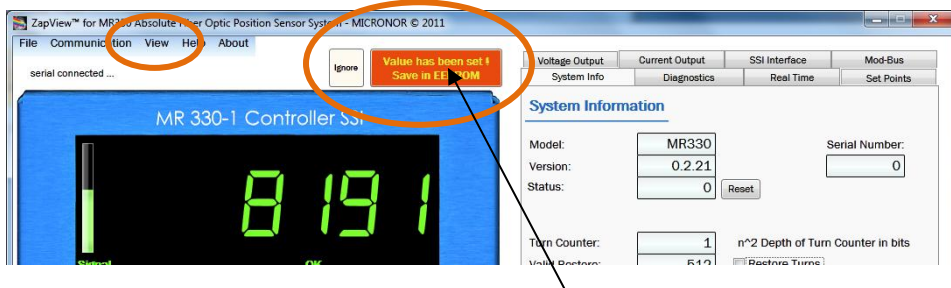 ZapView™ for MR330 Absolute Fiber Optic Position Sensor System - MICRONOR © 2011
File Communication View Help About
serial connected ...
Ignore
Value has been set !
Save in EEPROM
MR 330-1 Controller SSI
8191
Signal OK
Voltage Output Current Output SSI Interface Mod-Bus
System Info Diagnostics Real Time Set Points
System Information
Model: MR330 Serial Number:
Version: 0.2.21 0
Status: 0 Reset
Turn Counter: 1 n^2 Depth of Turn Counter in bits
Valid Restore: 512 Restore Turns